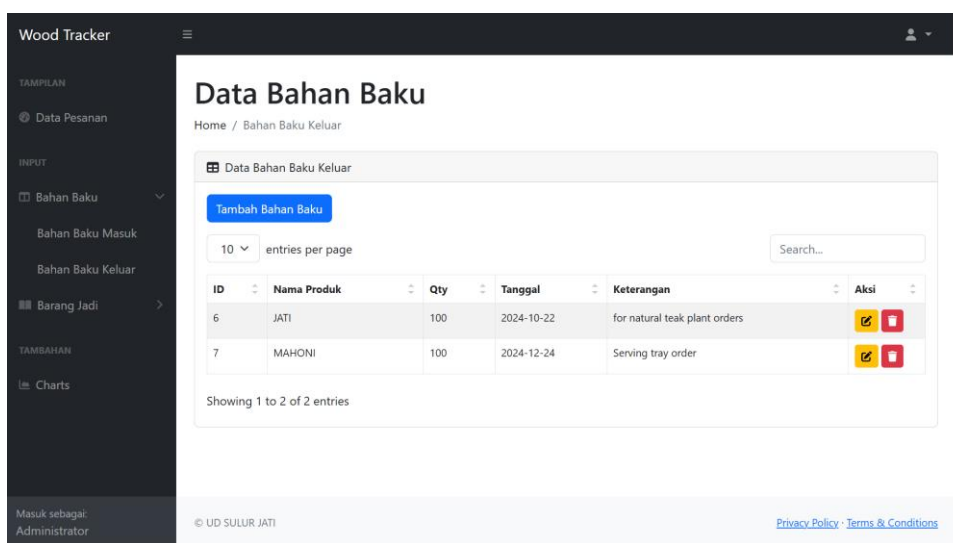 Wood Tracker
TAMPILAN
Data Pesanan
INPUT
Bahan Baku
Bahan Baku Masuk
Bahan Baku Keluar
Barang Jadi
TAMBAHAN
Charts
Masuk sebagai:
Administrator
Data Bahan Baku
Home / Bahan Baku Keluar
Data Bahan Baku Keluar
Tambah Bahan Baku
10 entries per page
Search...
ID Nama Produk Qty Tanggal Keterangan Aksi
6 JATI 100 2024-10-22 for natural teak plant orders
7 MAHONI 100 2024-12-24 Serving tray order
Showing 1 to 2 of 2 entries
© UD SULUR JATI
Privacy Policy · Terms & Conditions